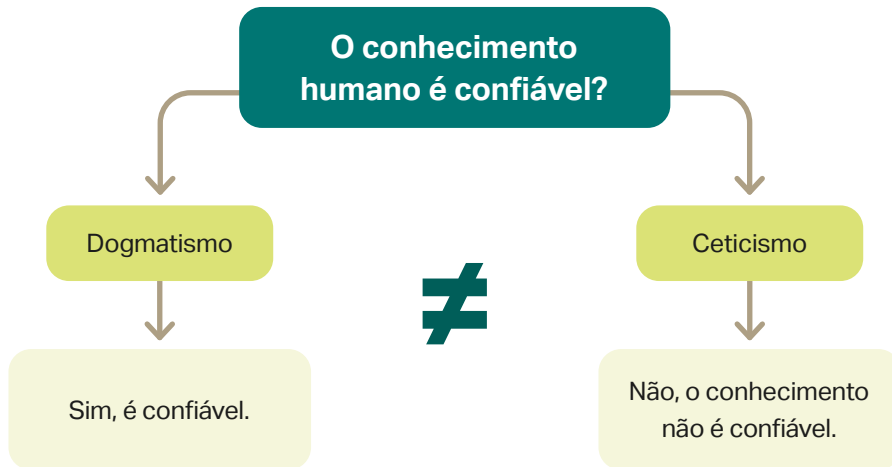 O conhecimento
humano é confiável?
Dogmatismo
Ceticismo
≠
Sim, é confiável.
Não, o conhecimento
não é confiável.